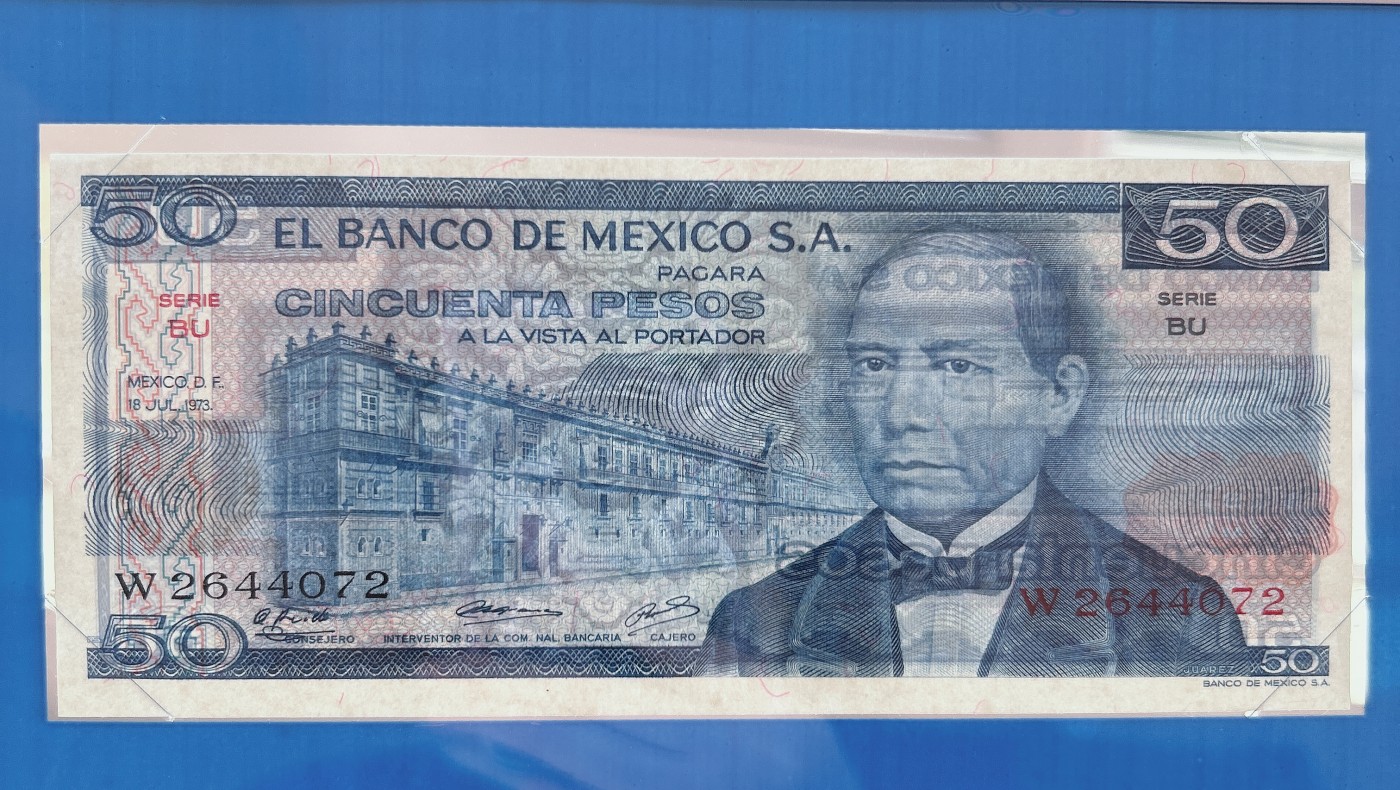 50
50
EL BANCO DE MEXICO S.A.
PAGARA
CINCUENTA PESOS
A LA VISTA AL PORTADOR
SERIE
BU
SERIE
BU
MEXICO, D. F.
18 JUL. 1973.
W 2644072
W 2644072
CONSEJERO INTERVENTOR DE LA COM. NAL. BANCARIA CAJERO
50
JUAREZ
50
BANCO DE MEXICO S.A.